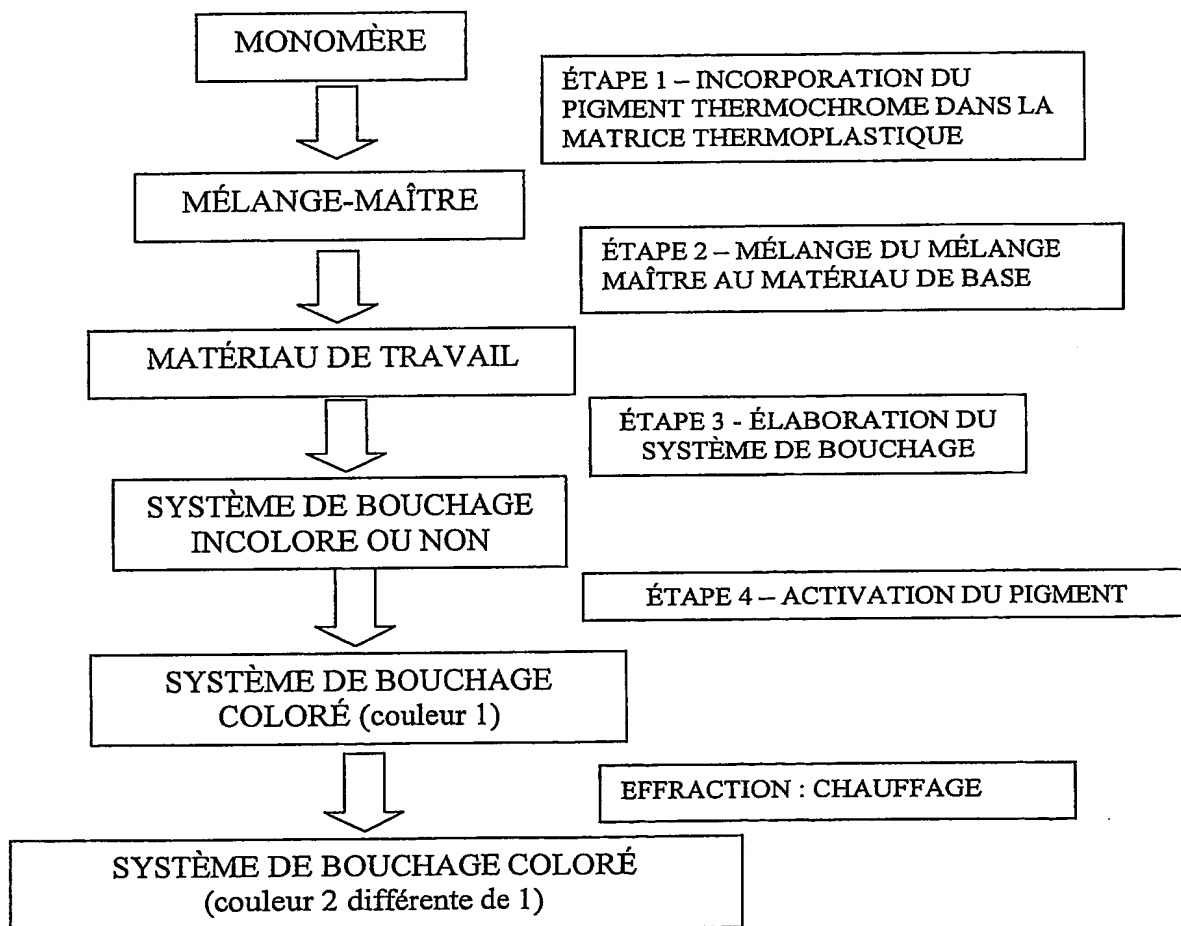 MONOMÈRE
ÉTAPE 1 – INCORPORATION DU
PIGMENT THERMOCHROME DANS LA
MATRICE THERMOPLASTIQUE
MÉLANGE-MAÎTRE
ÉTAPE 2 – MÉLANGE DU MÉLANGE
MAÎTRE AU MATÉRIAU DE BASE
MATÉRIAU DE TRAVAIL
ÉTAPE 3 - ÉLABORATION DU
SYSTÈME DE BOUCHAGE
SYSTÈME DE BOUCHAGE
INCOLORE OU NON
ÉTAPE 4 – ACTIVATION DU PIGMENT
SYSTÈME DE BOUCHAGE
COLORÉ (couleur 1)
EFFRACTION : CHAUFFAGE
SYSTÈME DE BOUCHAGE COLORÉ
(couleur 2 différente de 1)